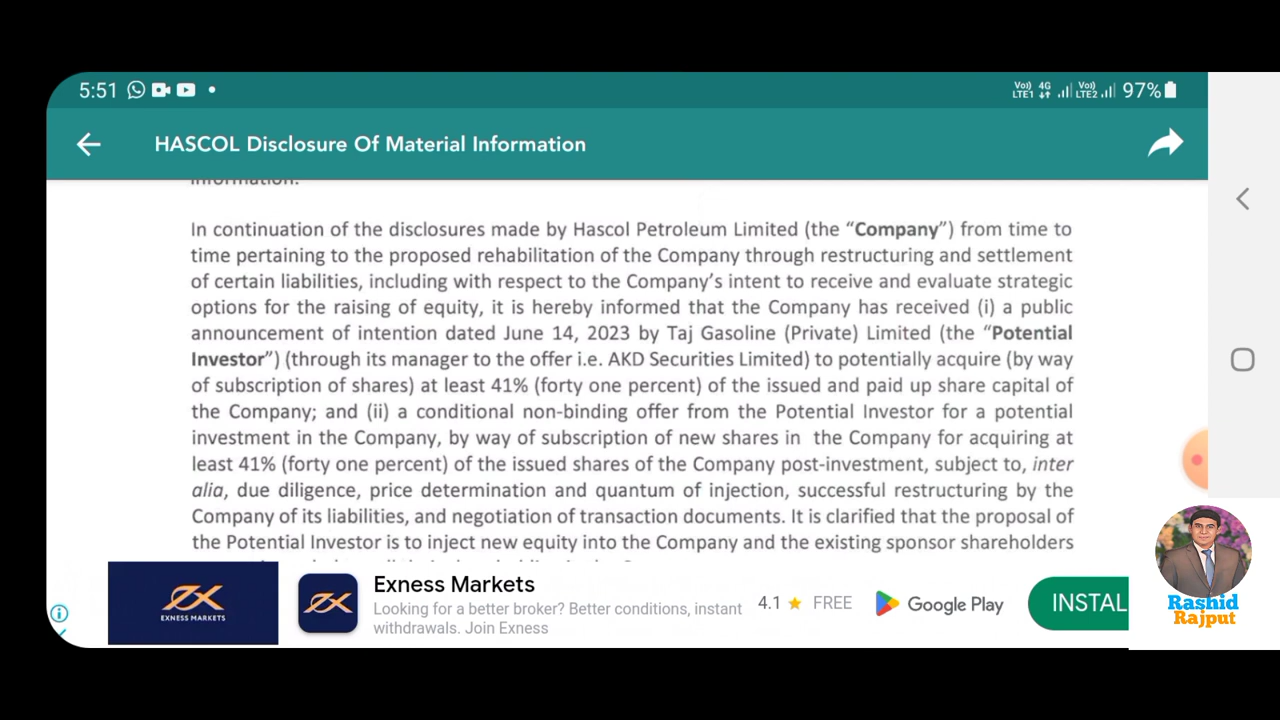 5:51
Vo) 4G Vo) 97%
LTE1 LTE2
HASCOL Disclosure Of Material Information
information.
In continuation of the disclosures made by Hascol Petroleum Limited (the “Company”) from time to
time pertaining to the proposed rehabilitation of the Company through restructuring and settlement
of certain liabilities, including with respect to the Company’s intent to receive and evaluate strategic
options for the raising of equity, it is hereby informed that the Company has received (i) a public
announcement of intention dated June 14, 2023 by Taj Gasoline (Private) Limited (the “Potential
Investor”) (through its manager to the offer i.e. AKD Securities Limited) to potentially acquire (by way
of subscription of shares) at least 41% (forty one percent) of the issued and paid up share capital of
the Company; and (ii) a conditional non-binding offer from the Potential Investor for a potential
investment in the Company, by way of subscription of new shares in the Company for acquiring at
least 41% (forty one percent) of the issued shares of the Company post-investment, subject to, inter
alia, due diligence, price determination and quantum of injection, successful restructuring by the
Company of its liabilities, and negotiation of transaction documents. It is clarified that the proposal of
the Potential Investor is to inject new equity into the Company and the existing sponsor shareholders
EXNESS MARKETS
Exness Markets
Looking for a better broker? Better conditions, instant
withdrawals. Join Exness
4.1 ★ FREE
Google Play
INSTAL
Rashid
Rajput